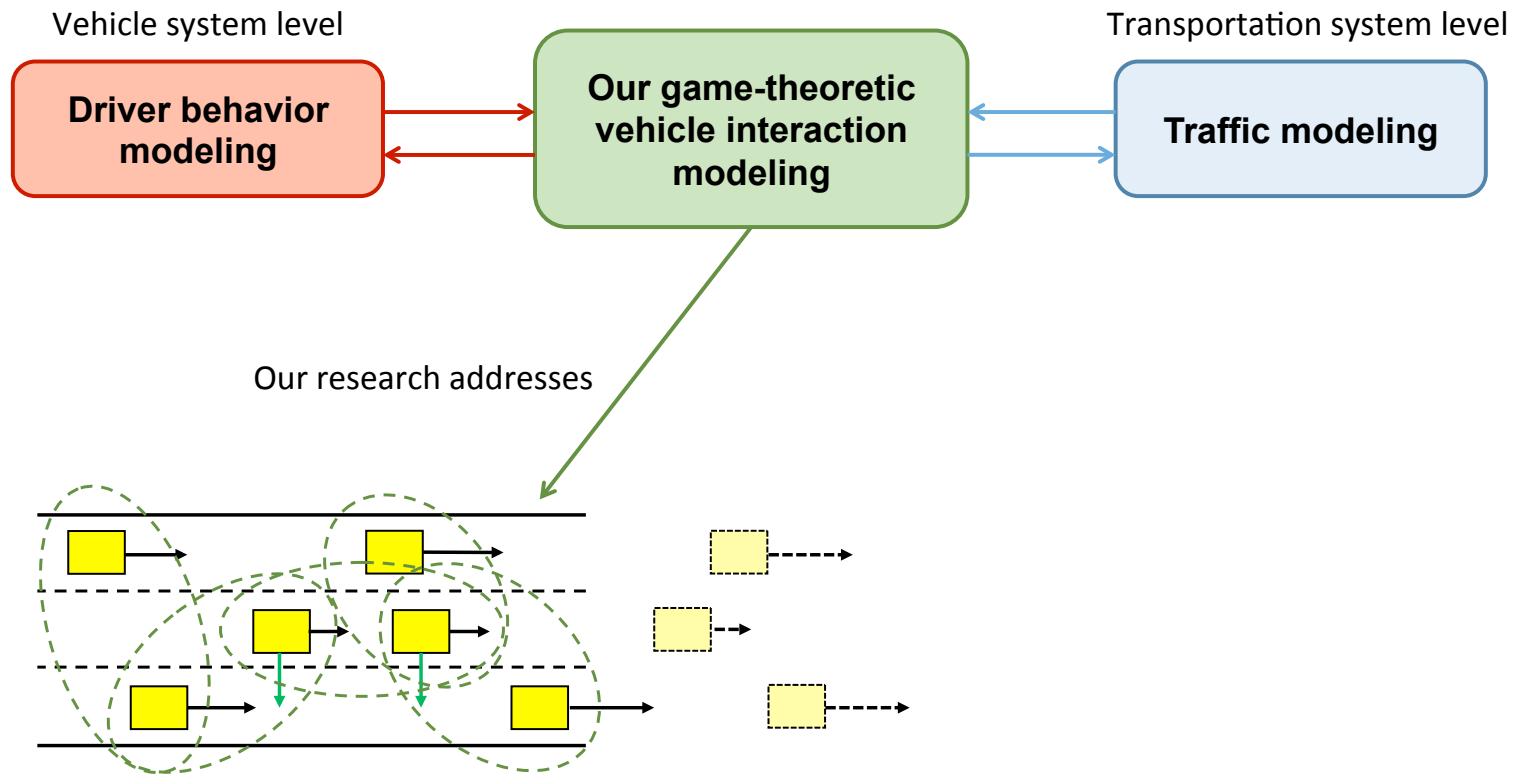 Vehicle system level
Transportation system level
Driver behavior
modeling
Our game-theoretic
vehicle interaction
modeling
Traffic modeling
Our research addresses